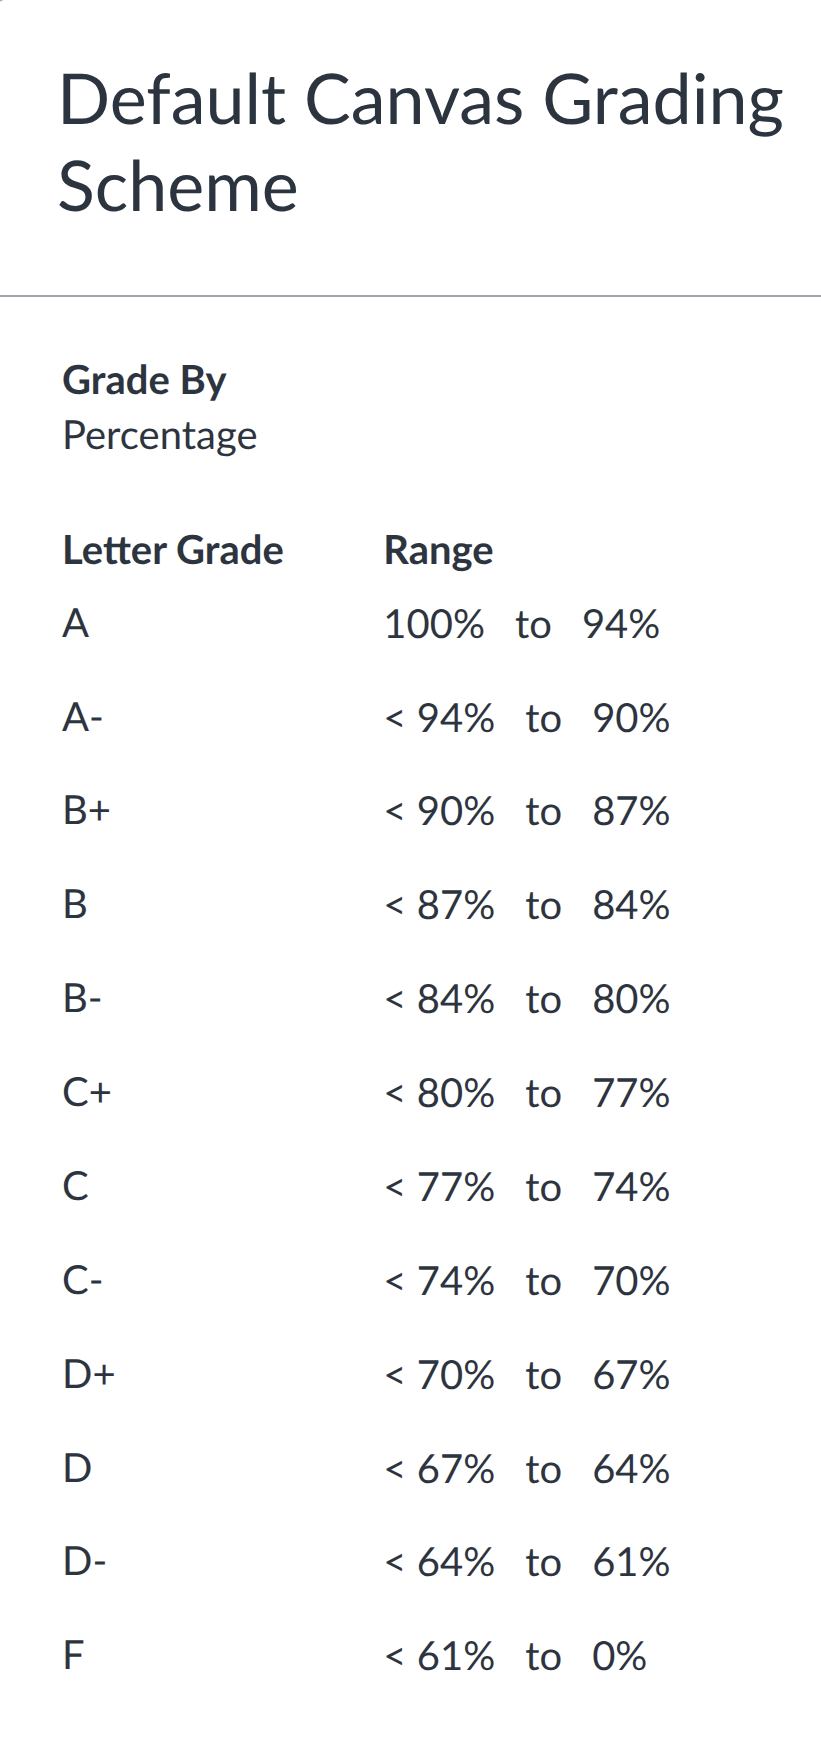 Default Canvas Grading
Scheme
Grade By
Percentage
Letter Grade Range
A 100% to 94%
A- < 94% to 90%
B+ < 90% to 87%
B < 87% to 84%
B- < 84% to 80%
C+ < 80% to 77%
C < 77% to 74%
C- < 74% to 70%
D+ < 70% to 67%
D < 67% to 64%
D- < 64% to 61%
F < 61% to 0%